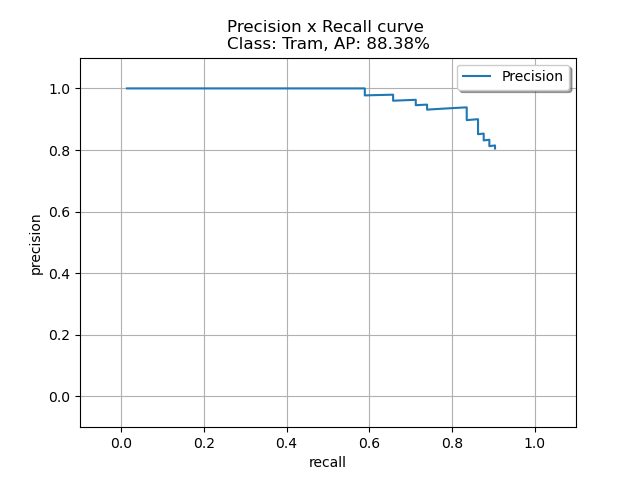 Precision x Recall curve
Class: Tram, AP: 88.38%
Precision
1.0
0.8
0.6
0.4
0.2
0.0
precision
0.0 0.2 0.4 0.6 0.8 1.0
recall